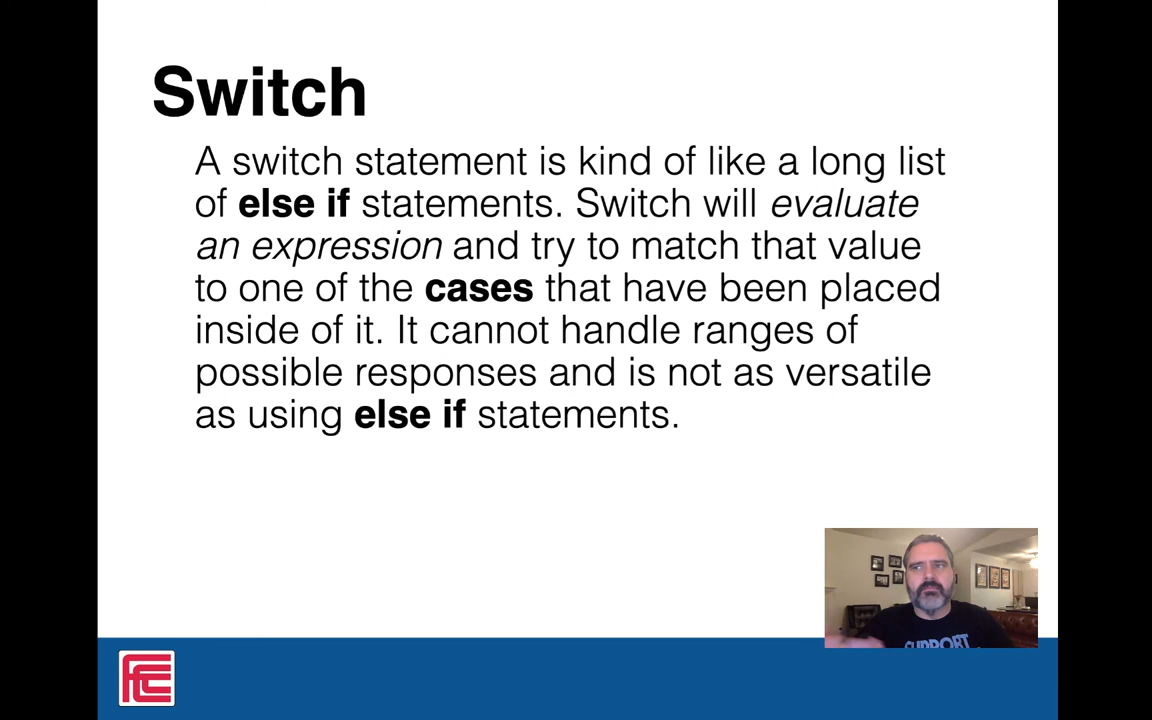 Switch
A switch statement is kind of like a long list
of else if statements. Switch will evaluate
an expression and try to match that value
to one of the cases that have been placed
inside of it. It cannot handle ranges of
possible responses and is not as versatile
as using else if statements.
SUPPORT
FCC